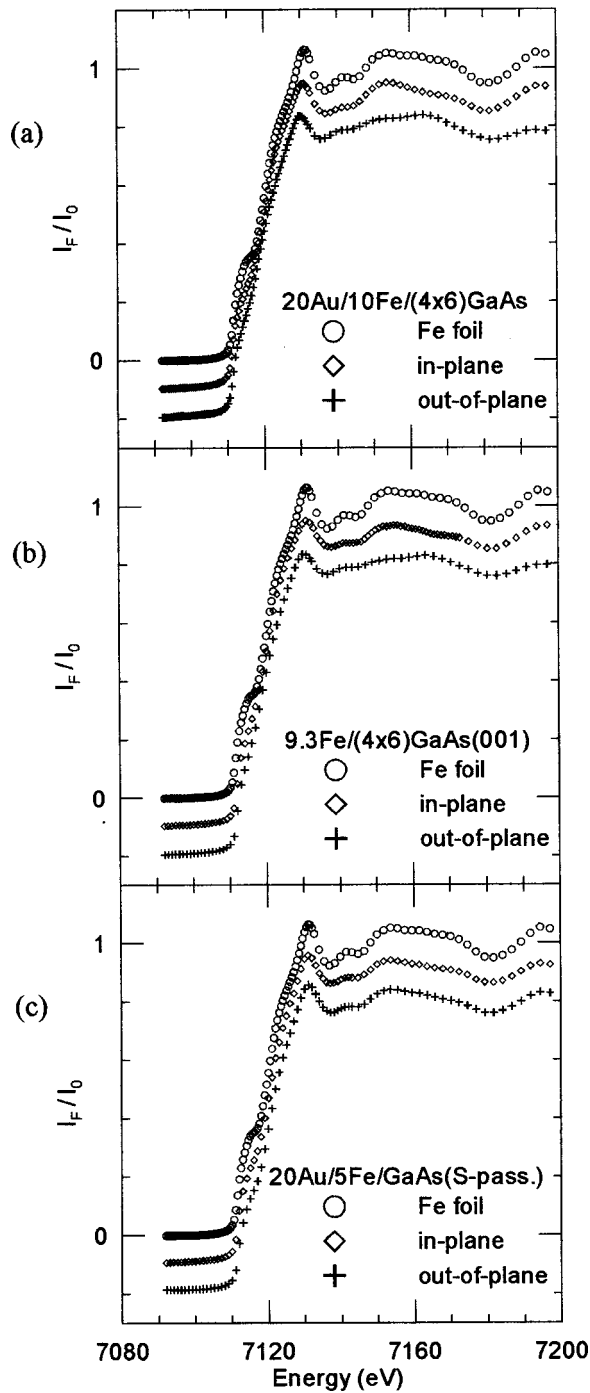 (a)
1
0
I_F / I_0
20Au/10Fe/(4x6)GaAs
Fe foil
in-plane
out-of-plane
(b)
1
0
I_F / I_0
9.3Fe/(4x6)GaAs(001)
Fe foil
in-plane
out-of-plane
(c)
1
0
I_F / I_0
20Au/5Fe/GaAs(S-pass.)
Fe foil
in-plane
out-of-plane
7080 7120 7160 7200
Energy (eV)